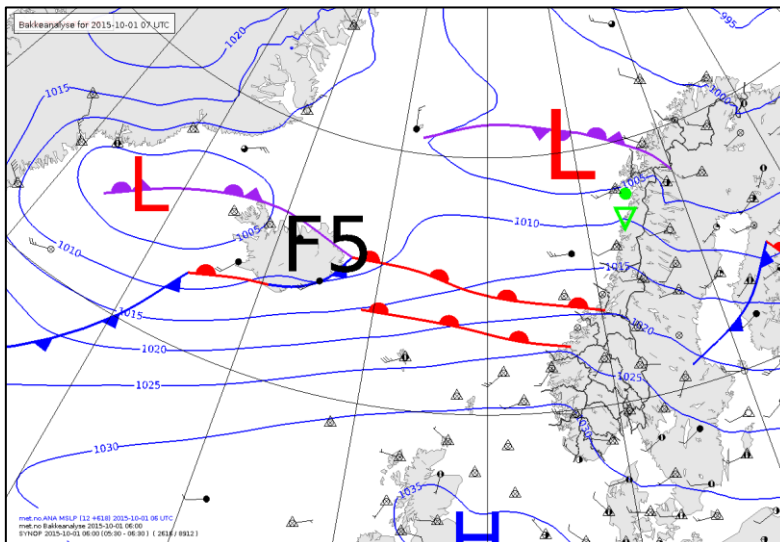 Bakkeanalyse for 2015-10-01 07 UTC
1020
995
1015
1000
L
L
1005
1005
1010
F5
1010
1015
1015
1020
1020
1025
1025
1030
1030
1035
H
met.no.ANA MSLP (12 +618) 2015-10-01 06 UTC
met.no Bakkeanalyse 2015-10-01 06:00
SYNOP 2015-10-01 06:00 (05:30 - 06:30 ) ( 2616 / 8912 )